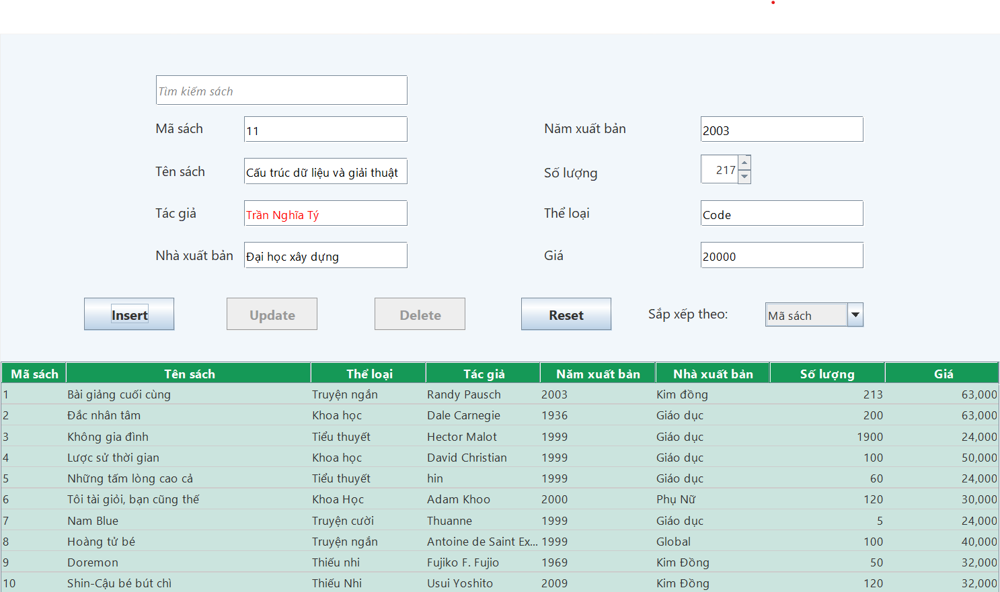 Tìm kiếm sách
Mã sách 11 Năm xuất bản 2003
Tên sách Cấu trúc dữ liệu và giải thuật Số lượng 217
Tác giả Trần Nghĩa Tý Thể loại Code
Nhà xuất bản Đại học xây dựng Giá 20000
Insert Update Delete Reset Sắp xếp theo: Mã sách
Mã sách Tên sách Thể loại Tác giả Năm xuất bản Nhà xuất bản Số lượng Giá
1 Bài giảng cuối cùng Truyện ngắn Randy Pausch 2003 Kim đồng 213 63,000
2 Đắc nhân tâm Khoa học Dale Carnegie 1936 Giáo dục 200 63,000
3 Không gia đình Tiểu thuyết Hector Malot 1999 Giáo dục 1900 24,000
4 Lược sử thời gian Khoa học David Christian 1999 Giáo dục 100 50,000
5 Những tấm lòng cao cả Tiểu thuyết hin 1999 Giáo dục 60 24,000
6 Tôi tài giỏi, bạn cũng thế Khoa Học Adam Khoo 2000 Phụ Nữ 120 30,000
7 Nam Blue Truyện cười Thuanne 1999 Giáo dục 5 24,000
8 Hoàng tử bé Truyện ngắn Antoine de Saint Ex... 1999 Global 100 40,000
9 Doremon Thiếu nhi Fujiko F. Fujio 1969 Kim Đồng 50 32,000
10 Shin-Cậu bé bút chì Thiếu Nhi Usui Yoshito 2009 Kim Đồng 120 32,000